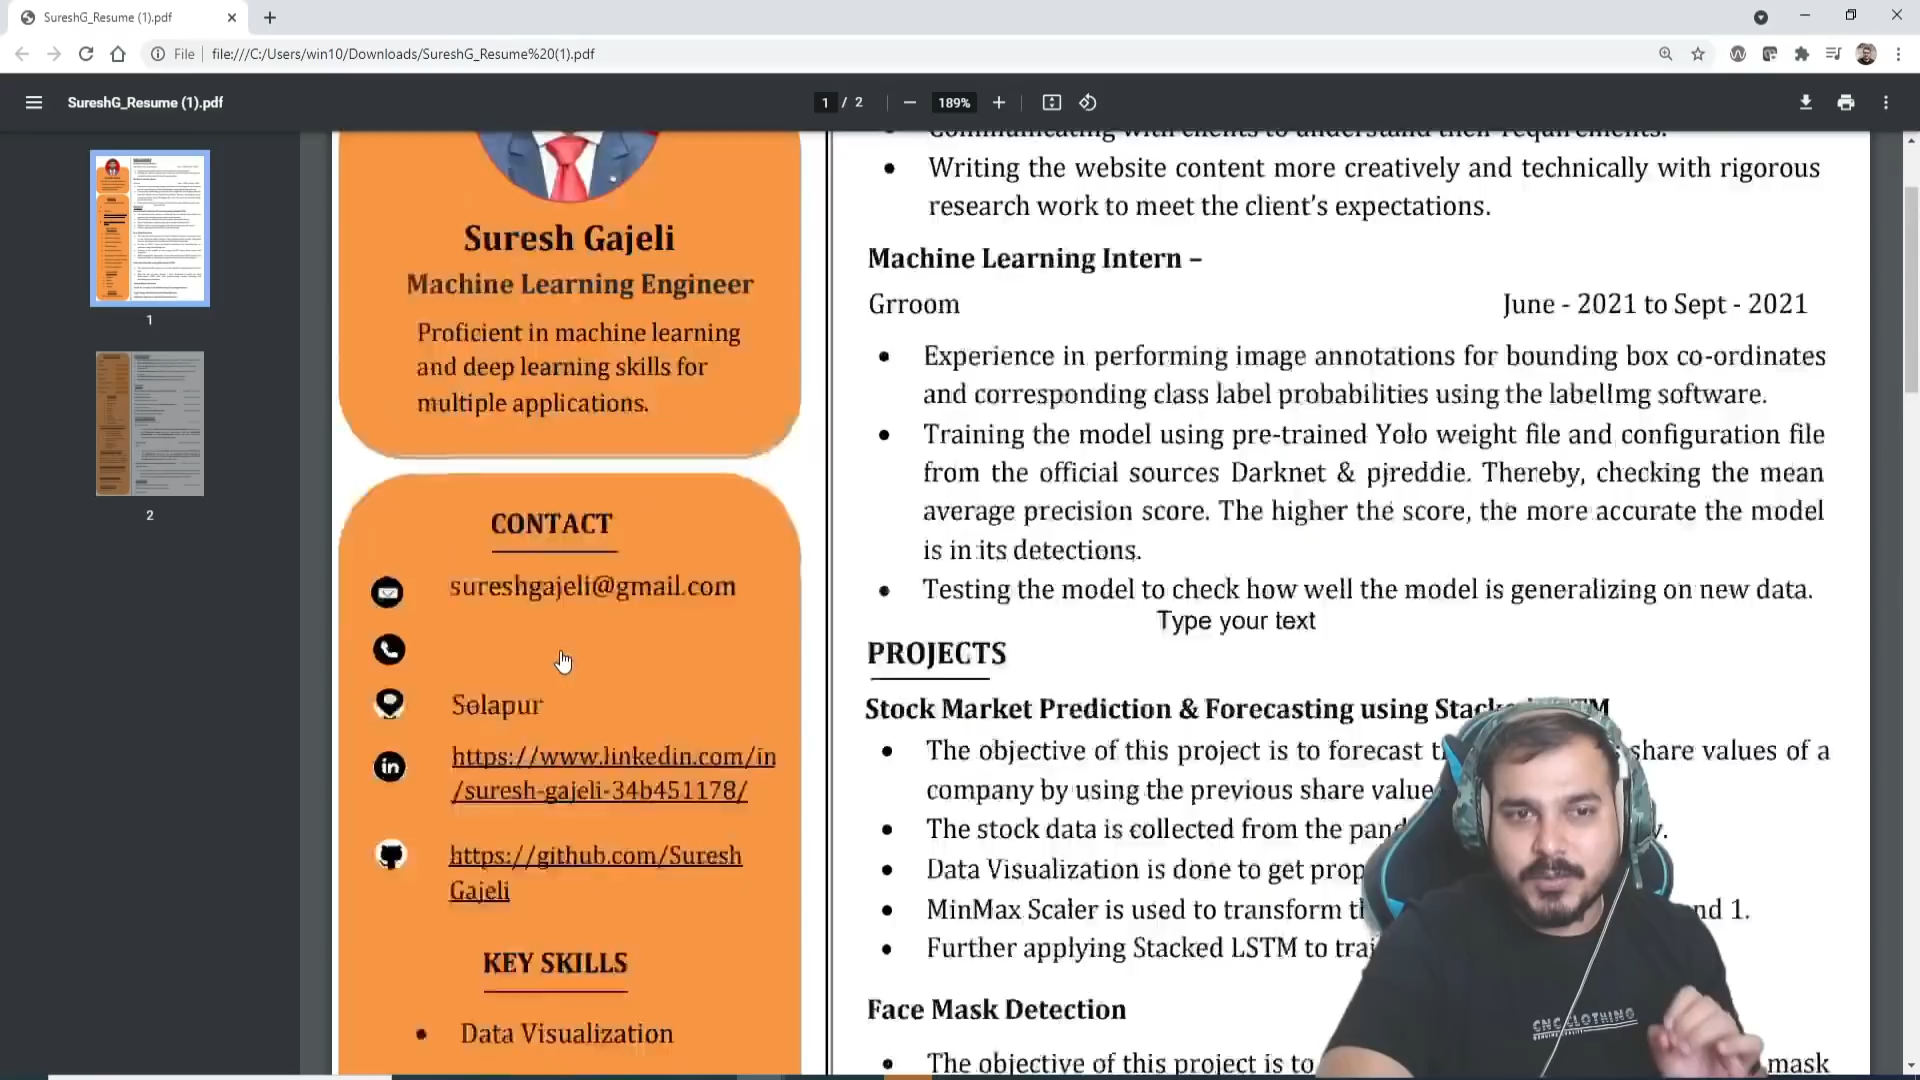 SureshG_Resume (1).pdf
File
file:///C:/Users/win10/Downloads/SureshG_Resume%20(1).pdf
SureshG_Resume (1).pdf
1 / 2
189%
1
2
Suresh Gajeli
Machine Learning Engineer
Proficient in machine learning
and deep learning skills for
multiple applications.
CONTACT
sureshgajeli@gmail.com
Solapur
https://www.linkedin.com/in
/suresh-gajeli-34b451178/
https://github.com/Suresh
Gajeli
KEY SKILLS
• Data Visualization
• Communicating with clients to understand their requirements.
• Writing the website content more creatively and technically with rigorous
research work to meet the client's expectations.
Machine Learning Intern –
Grroom June - 2021 to Sept - 2021
• Experience in performing image annotations for bounding box co-ordinates
and corresponding class label probabilities using the labelImg software.
• Training the model using pre-trained Yolo weight file and configuration file
from the official sources Darknet & pjreddie. Thereby, checking the mean
average precision score. The higher the score, the more accurate the model
is in its detections.
• Testing the model to check how well the model is generalizing on new data.
Type your text
PROJECTS
Stock Market Prediction & Forecasting using
• The objective of this project is to forecast share values of a
company by using the previous share value
• The stock data is collected from the
• Data Visualization is done to get
• MinMax Scaler is used to transform 1.
• Further applying Stacked LSTM to
Face Mask Detection
• The objective of this project is to mask
CNC CLOTHING